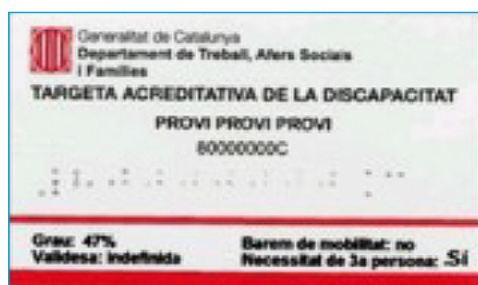 Generalitat de Catalunya
Departament de Treball, Afers Socials
i Famílies
TARGETA ACREDITATIVA DE LA DISCAPACITAT
PROVI PROVI PROVI
80000000C
Grau: 47%
Barem de mobilitat: no
Validesa: indefinida
Necessitat de 3a persona: Sí